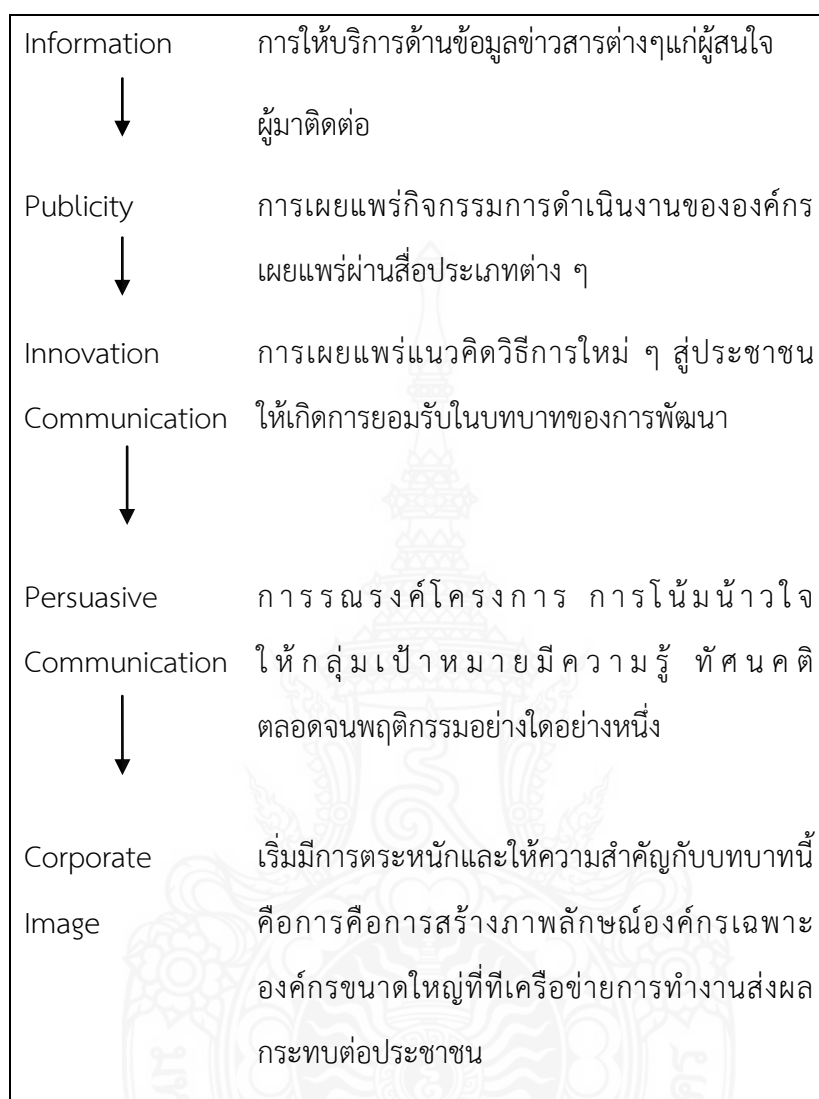 Information การให้บริการด้านข้อมูลข่าวสารต่างๆแก่ผู้สนใจ
ผู้มาติดต่อ
Publicity การเผยแพร่กิจกรรมการดำเนินงานขององค์กร
เผยแพร่ผ่านสื่อประเภทต่าง ๆ
Innovation การเผยแพร่แนวคิดวิธีการใหม่ ๆ สู่ประชาชน
Communication ให้เกิดการยอมรับในบทบาทของการพัฒนา
Persuasive การรณรงค์โครงการ การโน้มน้าวใจ
Communication ให้กลุ่มเป้าหมายมีความรู้ ทัศนคติ
ตลอดจนพฤติกรรมอย่างใดอย่างหนึ่ง
Corporate เริ่มมีการตระหนักและให้ความสำคัญกับบทบาทนี้
Image คือการคือการสร้างภาพลักษณ์องค์กรเฉพาะ
องค์กรขนาดใหญ่ที่ทีเครือข่ายการทำงานส่งผล
กระทบต่อประชาชน